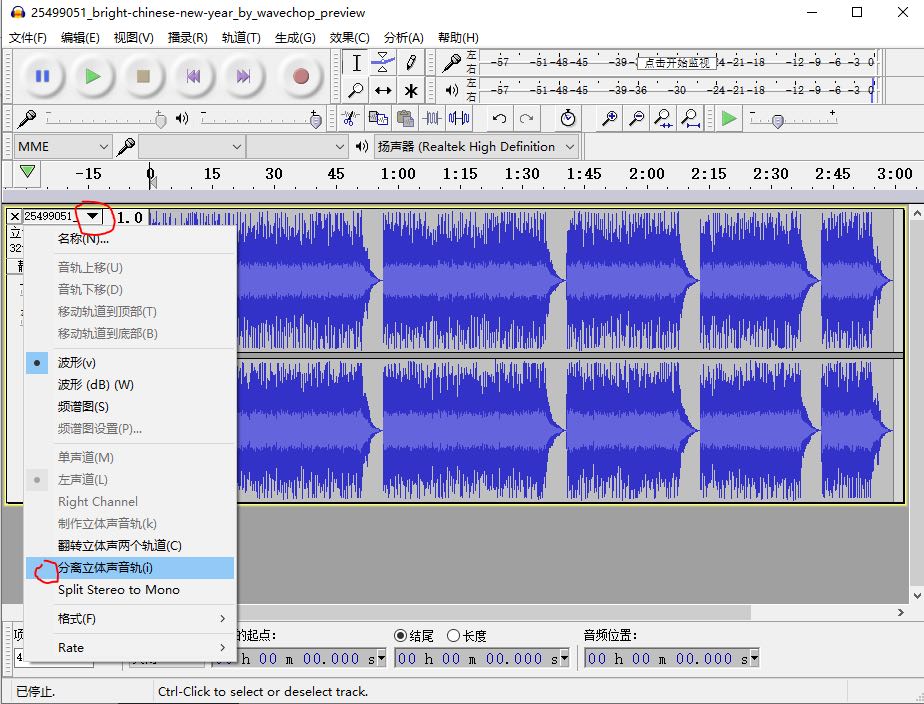 25499051_bright-chinese-new-year_by_wavechop_preview
文件(F) 编辑(E) 视图(V) 播录(R) 轨道(T) 生成(G) 效果(C) 分析(A) 帮助(H)
左 -57 -51 -48 -45 -39 点击开始监视 -24 -21 -18 -12 -9 -6 -3 0
右
左 -57 -51 -48 -45 -39 -36 -30 -24 -21 -18 -12 -9 -6 -3 0
右
MME 扬声器 (Realtek High Definition
-15 0 15 30 45 1:00 1:15 1:30 1:45 2:00 2:15 2:30 2:45 3:00
25499051_ 1.0
名称(N)...
音轨上移(U)
音轨下移(D)
移动轨道到顶部(T)
移动轨道到底部(B)
波形(v)
波形 (dB) (W)
频谱图(S)
频谱图设置(P)...
单声道(M)
左声道(L)
Right Channel
制作立体声音轨(k)
翻转立体声两个轨道(C)
分离立体声音轨(i)
Split Stereo to Mono
格式(F)
Rate
的起点: 结尾 长度 音频位置:
h 00 m 00.000 s 00 h 00 m 00.000 s 00 h 00 m 00.000 s
已停止. Ctrl-Click to select or deselect track.